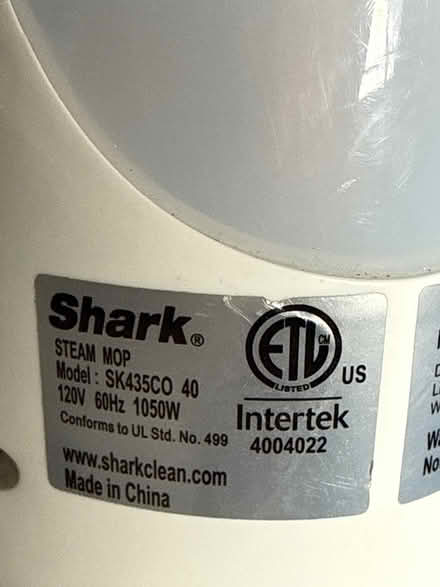 Shark®
STEAM MOP
Model : SK435CO 40
120V 60Hz 1050W
Conforms to UL Std. No. 499
www.sharkclean.com
Made in China
ETL CM
LISTED
US
Intertek
4004022